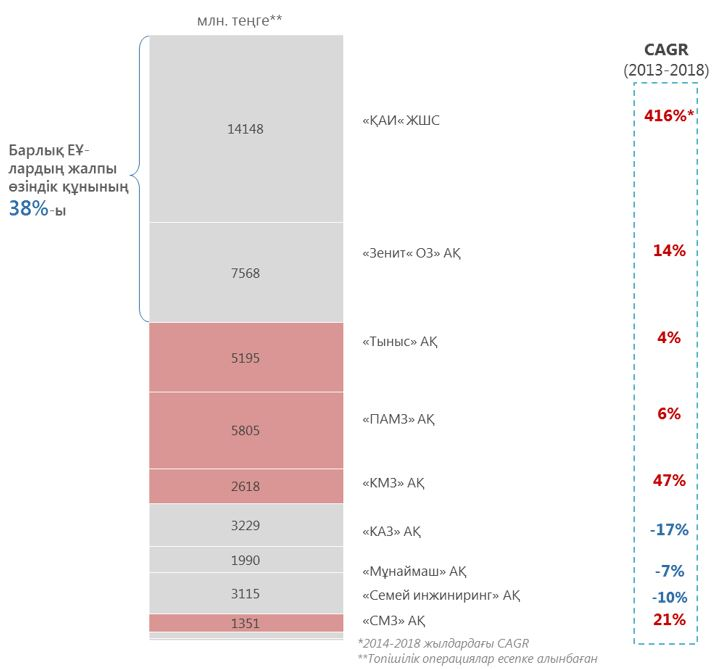 млн. теңге**
CAGR
(2013-2018)
14148
«ҚАИ« ЖШС
416%*
Барлық ЕҰ-
лардың жалпы
өзіндік құнының
38%-ы
7568
«Зенит« ОЗ» АҚ
14%
5195
«Тыныс» АҚ
4%
5805
«ПАМЗ» АҚ
6%
2618
«КМЗ» АҚ
47%
3229
«КАЗ» АҚ
-17%
1990
«Мұнаймаш» АҚ
-7%
3115
«Семей инжиниринг» АҚ
-10%
1351
«СМЗ» АҚ
21%
*2014-2018 жылдардағы CAGR
**Топішілік операциялар есепке алынбаған